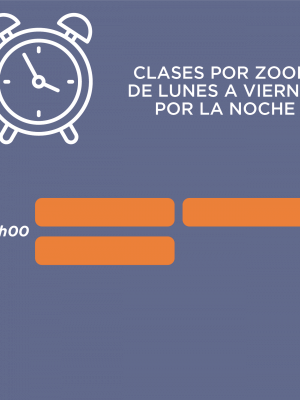 CLASES POR ZOO
DE LUNES A VIERN
POR LA NOCHE
h00